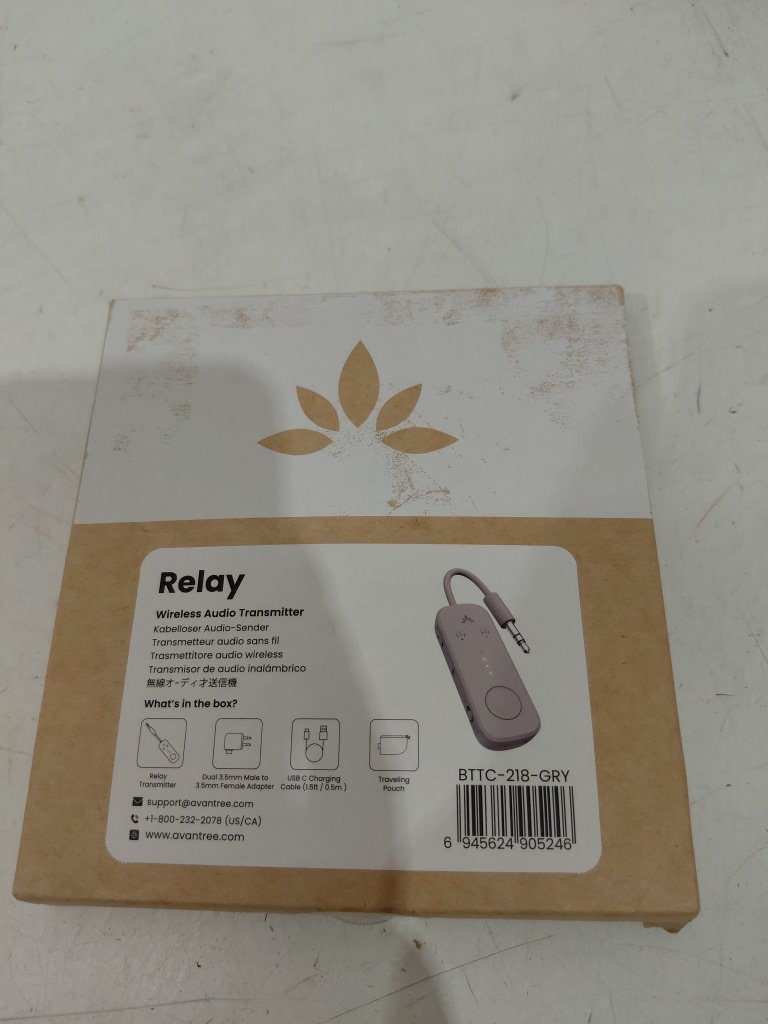 Relay
Wireless Audio Transmitter
Kabelloser Audio-Sender
Transmetteur audio sans fil
Trasmettitore audio wireless
Transmisor de audio inalámbrico
無線オーディオ送信機
What's in the box?
Relay
Transmitter
Dual 3.5mm Male to
3.5mm Female Adapter
USB C Charging
Cable (1.5ft / 0.5m)
Traveling
Pouch
support@avantree.com
+1-800-232-2078 (US/CA)
www.avantree.com
BTTC-218-GRY
6 945624 905246